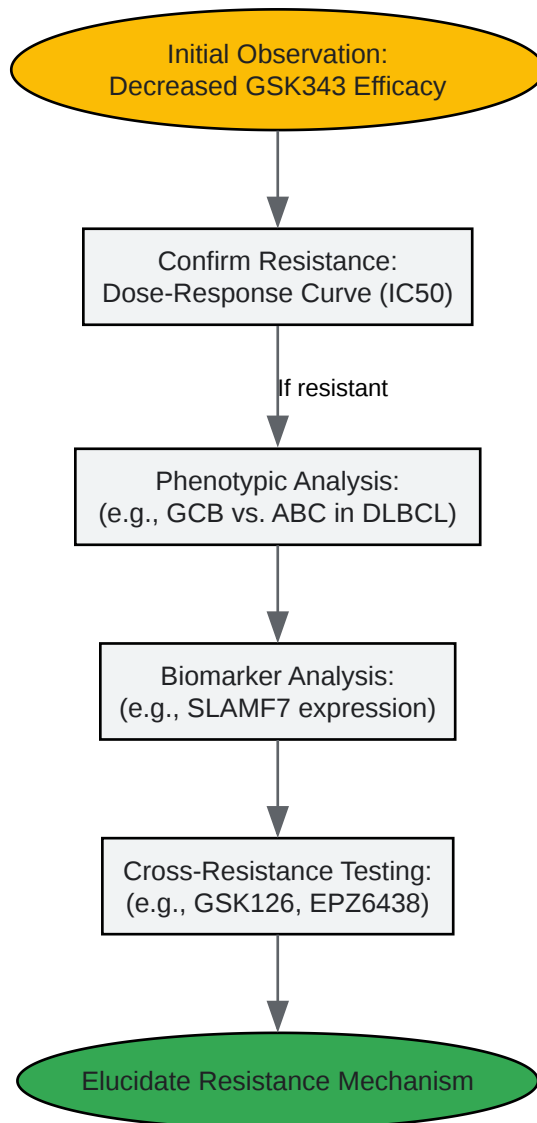 Initial Observation:
Decreased GSK343 Efficacy
Confirm Resistance:
Dose-Response Curve (IC50)
If resistant
Phenotypic Analysis:
(e.g., GCB vs. ABC in DLBCL)
Biomarker Analysis:
(e.g., SLAMF7 expression)
Cross-Resistance Testing:
(e.g., GSK126, EPZ6438)
Elucidate Resistance Mechanism